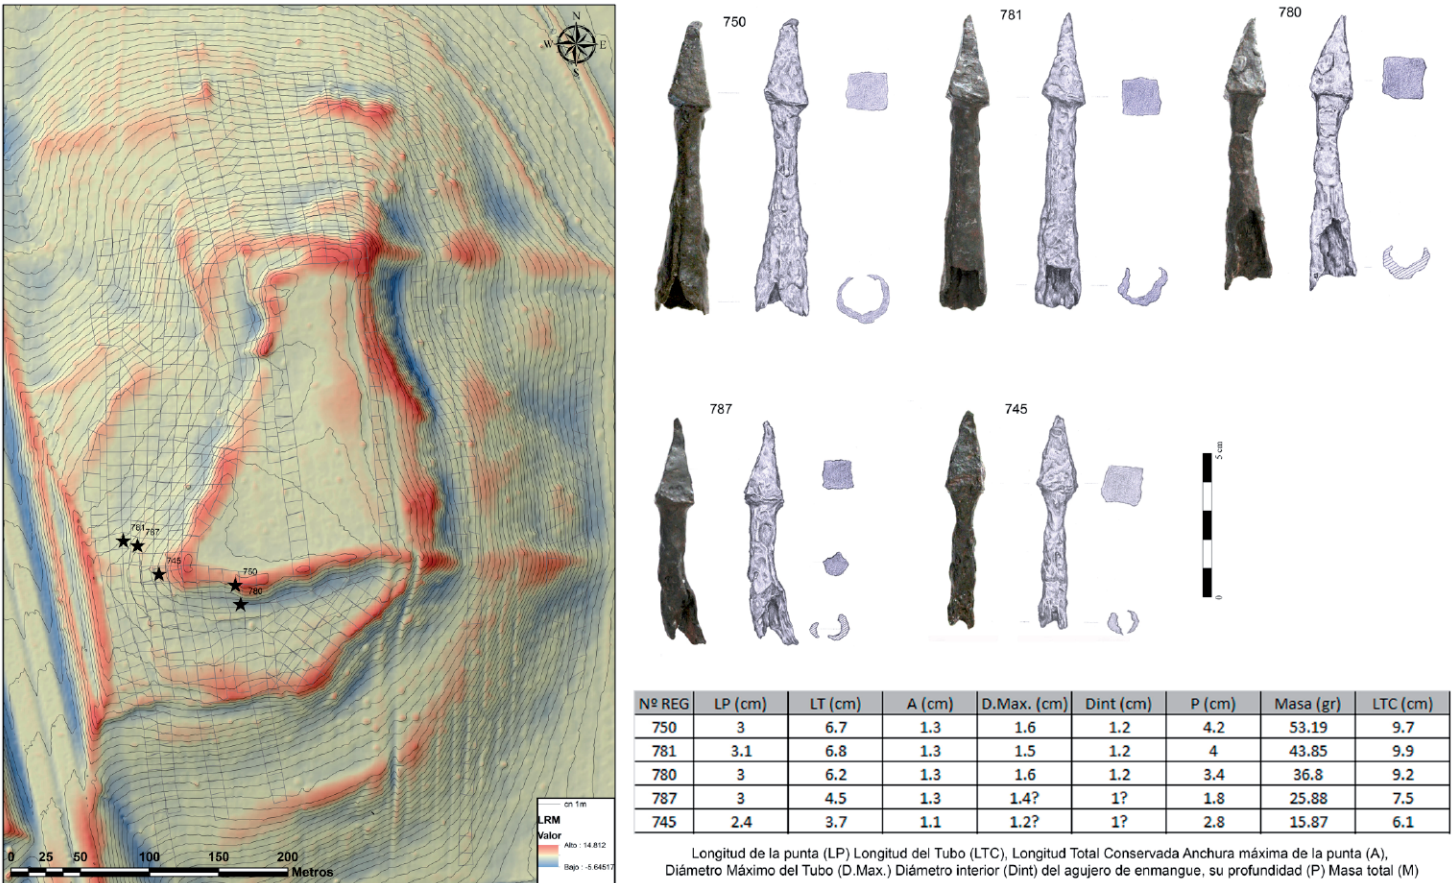 N
W E
S
781
787
745
750
780
cn 1m
LRM
Valor
Alto : 14.812
Bajo : -5.64517
0 25 50 100 150 200
Metros
750
781
780
787
745
5 cm
0
Nº REG LP (cm) LT (cm) A (cm) D.Max. (cm) Dint (cm) P (cm) Masa (gr) LTC (cm)
750 3 6.7 1.3 1.6 1.2 4.2 53.19 9.7
781 3.1 6.8 1.3 1.5 1.2 4 43.85 9.9
780 3 6.2 1.3 1.6 1.2 3.4 36.8 9.2
787 3 4.5 1.3 1.4? 1? 1.8 25.88 7.5
745 2.4 3.7 1.1 1.2? 1? 2.8 15.87 6.1
Longitud de la punta (LP) Longitud del Tubo (LTC), Longitud Total Conservada Anchura máxima de la punta (A),
Diámetro Máximo del Tubo (D.Max.) Diámetro interior (Dint) del agujero de enmangue, su profundidad (P) Masa total (M)